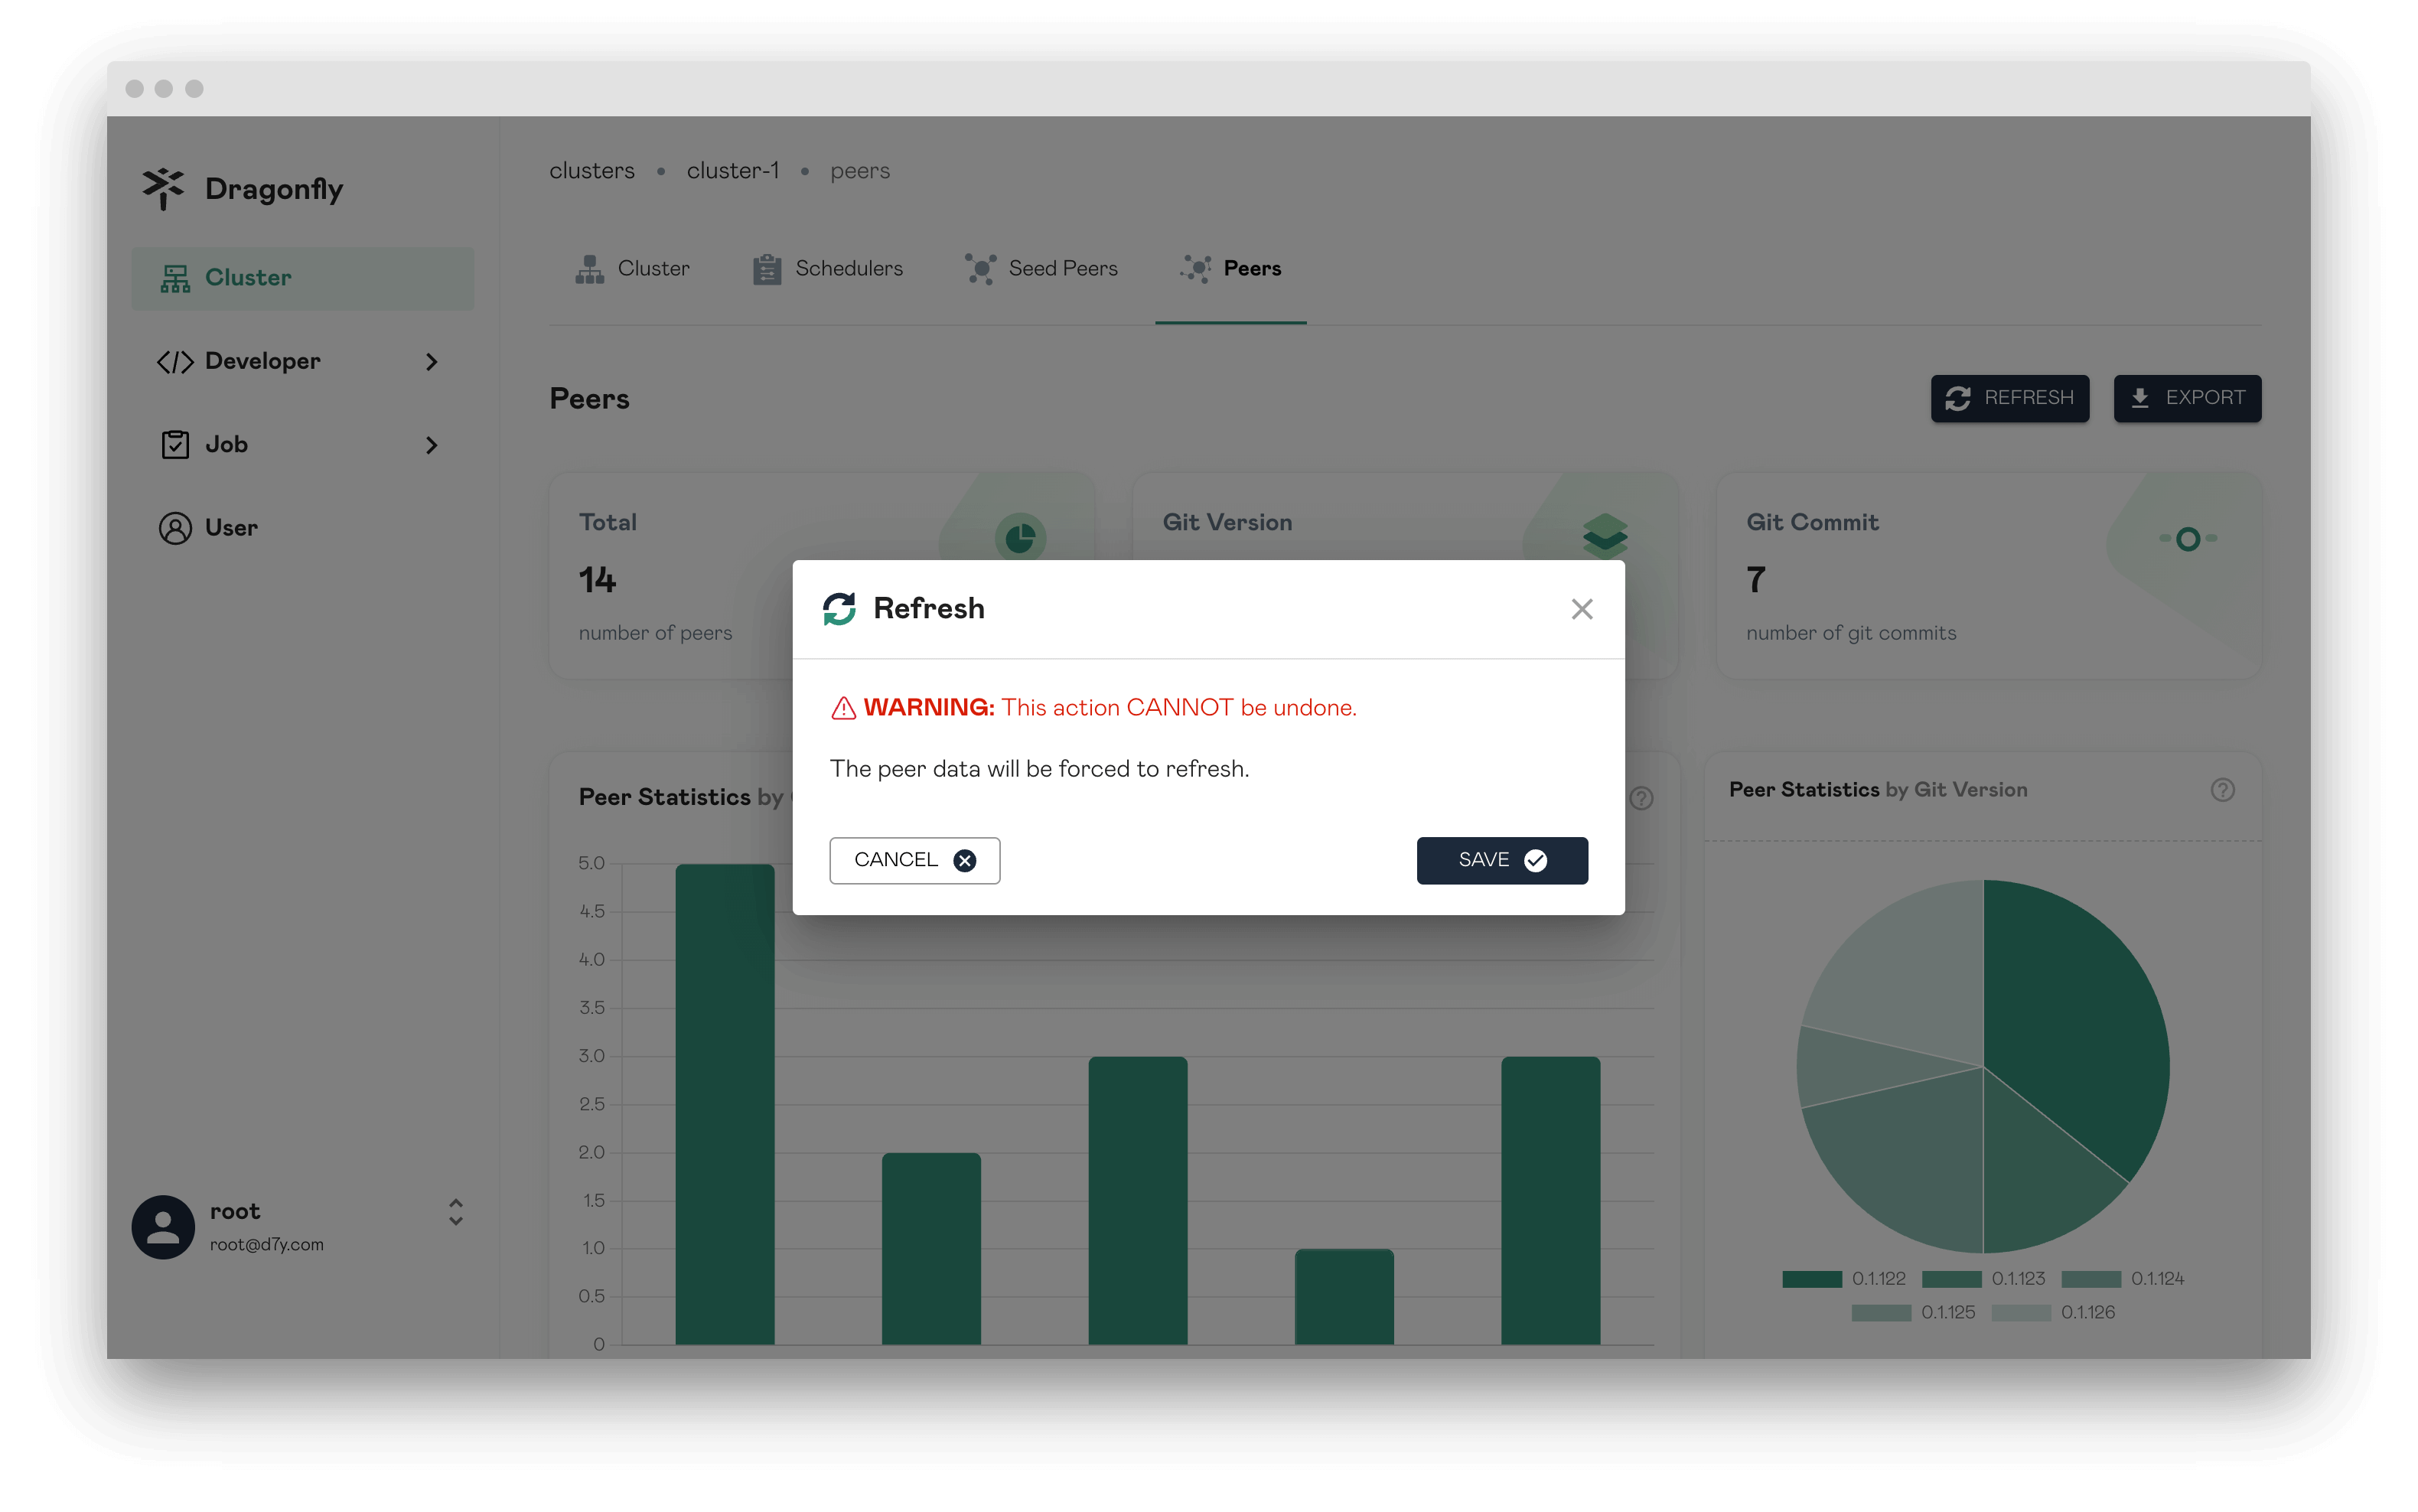 Dragonfly
Cluster
Developer
Job
User
root
root@d7y.com
clusters • cluster-1 • peers
Cluster Schedulers Seed Peers Peers
Peers
REFRESH EXPORT
Total
14
number of peers
Git Version
Git Commit
7
number of git commits
Refresh
WARNING: This action CANNOT be undone.
The peer data will be forced to refresh.
CANCEL SAVE
Peer Statistics by
5.0
4.5
4.0
3.5
3.0
2.5
2.0
1.5
1.0
0.5
0
Peer Statistics by Git Version
0.1.122 0.1.123 0.1.124
0.1.125 0.1.126